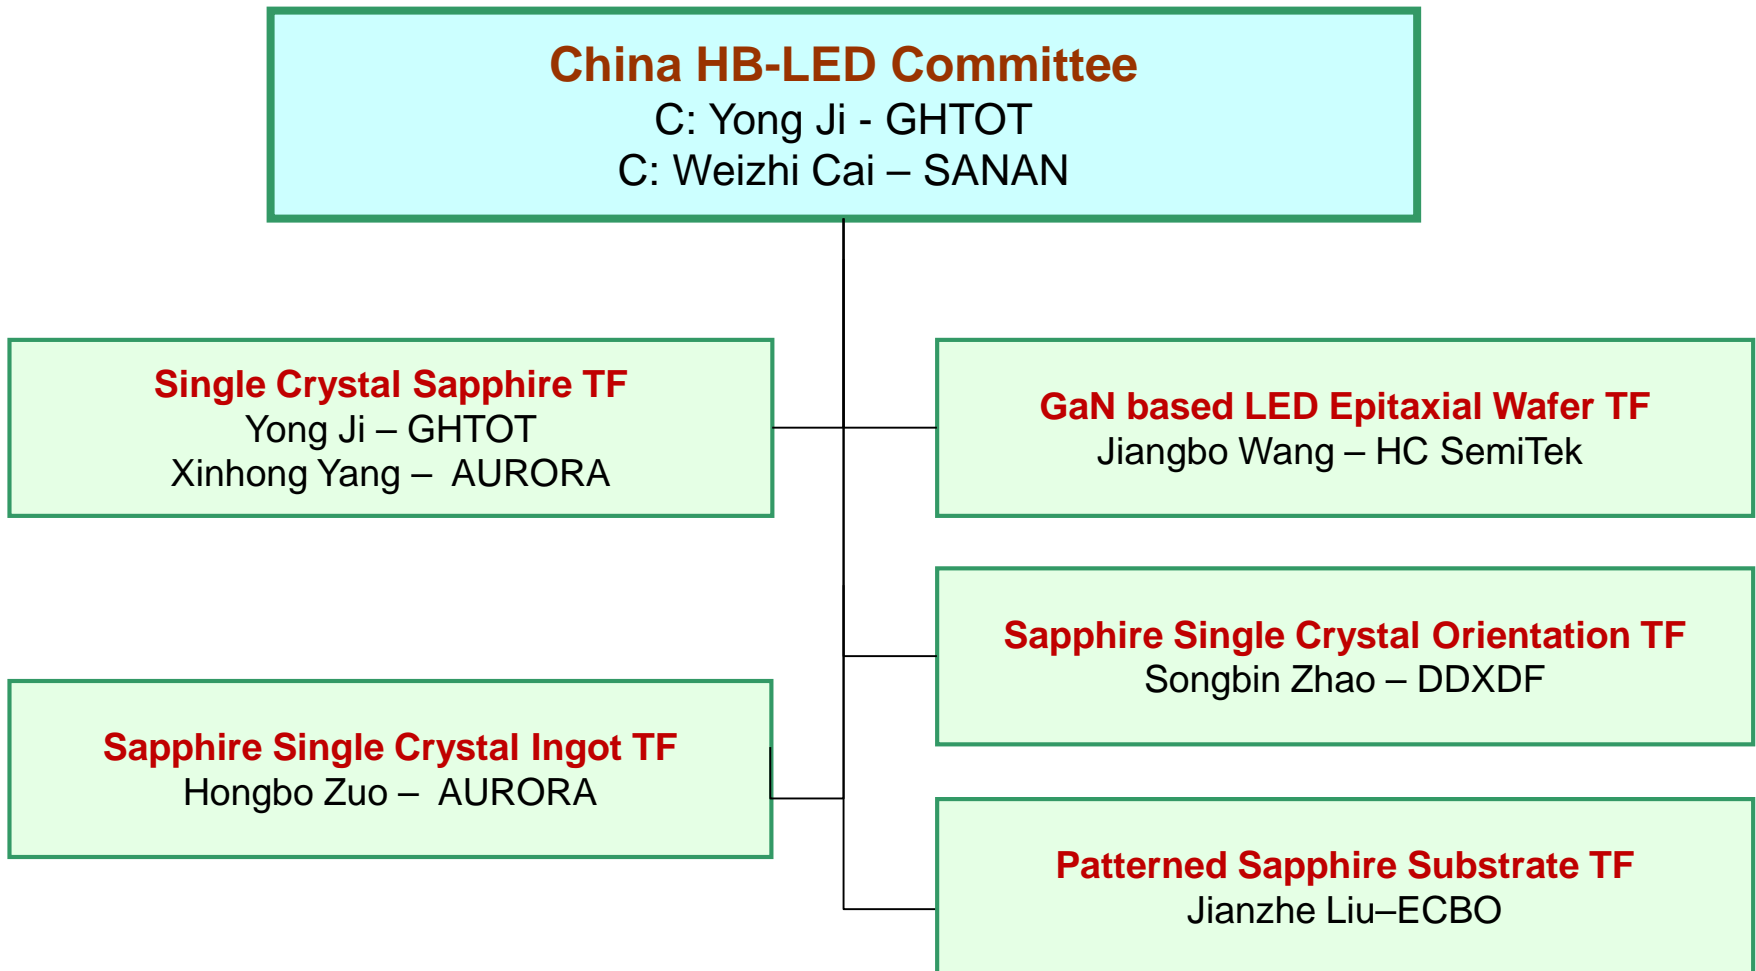 China HB-LED Committee
C: Yong Ji - GHTOT
C: Weizhi Cai – SANAN
Single Crystal Sapphire TF
Yong Ji – GHTOT
Xinhong Yang –  AURORA
GaN based LED Epitaxial Wafer TF
Jiangbo Wang – HC SemiTek
Sapphire Single Crystal Orientation TF
Songbin Zhao – DDXDF
Sapphire Single Crystal Ingot TF
Hongbo Zuo –  AURORA
Patterned Sapphire Substrate TF
Jianzhe Liu–ECBO